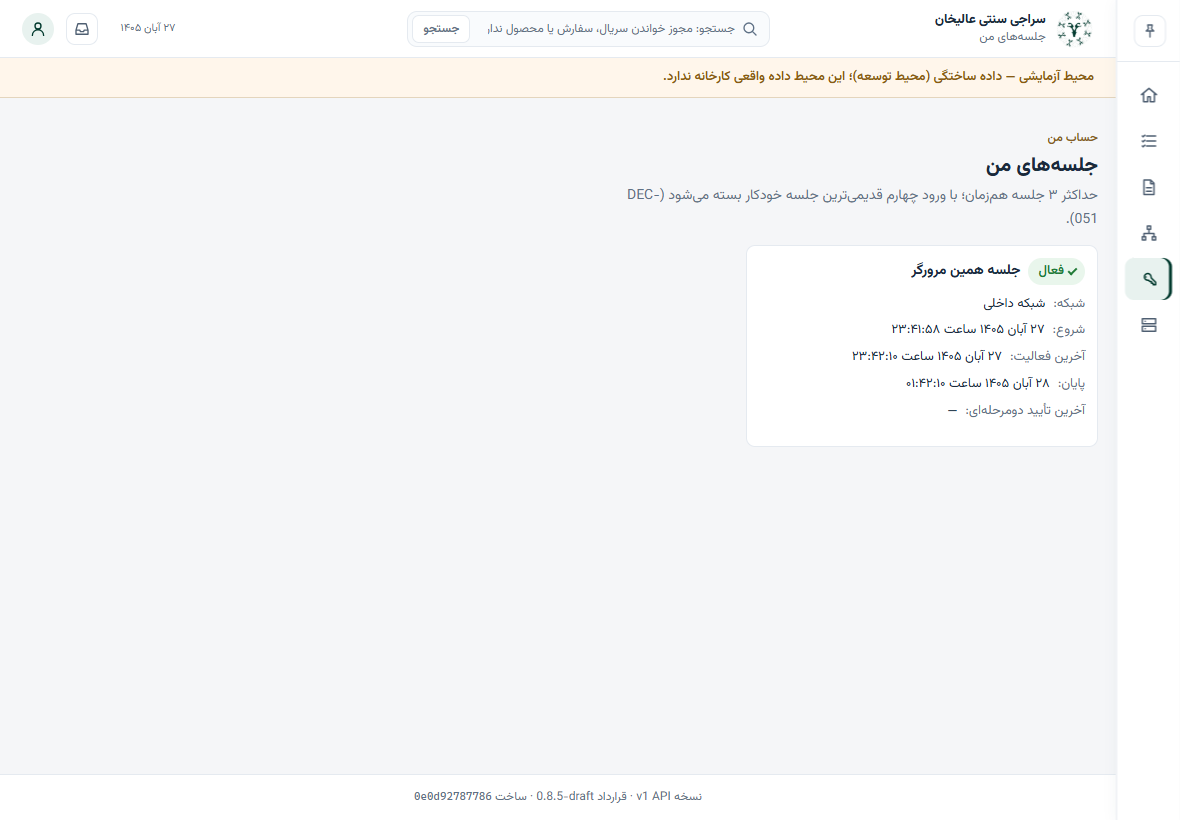 سراجی سنتی عالیخان
جلسه‌های من
جستجو: مجوز خواندن سریال، سفارش یا محصول ندار
جستجو
۲۷ آبان ۱۴۰۵
محیط آزمایشی — داده ساختگی (محیط توسعه)؛ این محیط داده واقعی کارخانه ندارد.
حساب من
جلسه‌های من
حداکثر ۳ جلسه هم‌زمان؛ با ورود چهارم قدیمی‌ترین جلسه خودکار بسته می‌شود (DEC-
051).
فعال
جلسه همین مرورگر
شبکه: شبکه داخلی
شروع: ۲۷ آبان ۱۴۰۵ ساعت ۲۳:۴۱:۵۸
آخرین فعالیت: ۲۷ آبان ۱۴۰۵ ساعت ۲۳:۴۲:۱۰
پایان: ۲۸ آبان ۱۴۰۵ ساعت ۰۱:۴۲:۱۰
آخرین تأیید دومرحله‌ای: —
نسخه v1 API · قرارداد 0.8.5-draft · ساخت 0e0d92787786